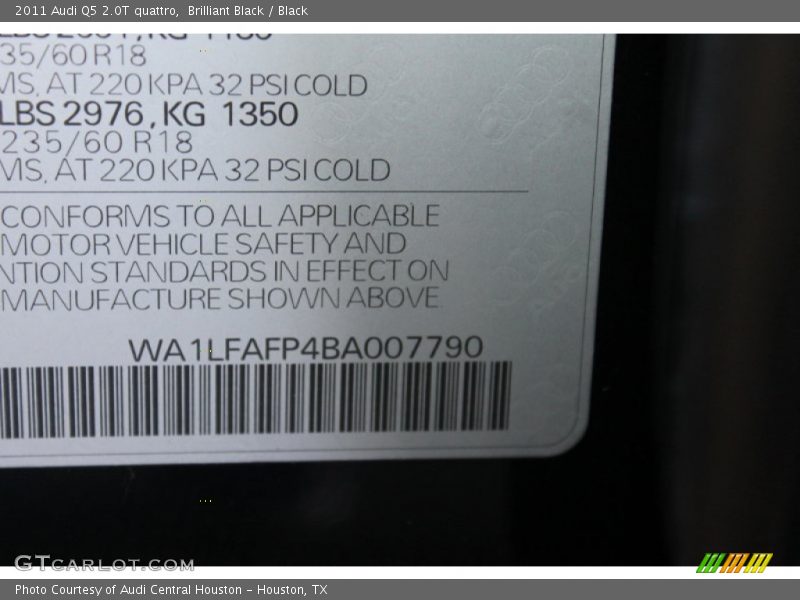 2011 Audi Q5 2.0T quattro, Brilliant Black / Black
35/60 R18
MS, AT 220 KPA 32 PSI COLD
LBS 2976, KG 1350
235/60 R18
MS, AT 220 KPA 32 PSI COLD
CONFORMS TO ALL APPLICABLE
MOTOR VEHICLE SAFETY AND
NTION STANDARDS IN EFFECT ON
MANUFACTURE SHOWN ABOVE.
WA1LFAFP4BA007790
GTCARLOT.COM
Photo Courtesy of Audi Central Houston – Houston, TX